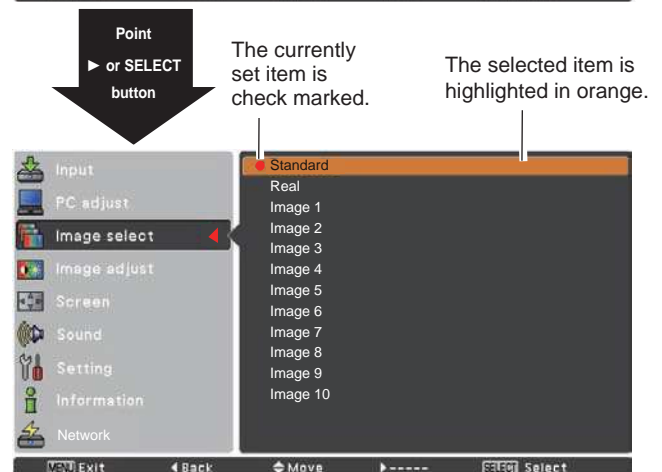 Point
► or SELECT
button
The currently
set item is
check marked.
The selected item is
highlighted in orange.
Input
PC adjust
Image select
Image adjust
Screen
Sound
Setting
Information
Network
Standard
Real
Image 1
Image 2
Image 3
Image 4
Image 5
Image 6
Image 7
Image 8
Image 9
Image 10
MENU Exit ◄Back Move ►----- SELECT Select